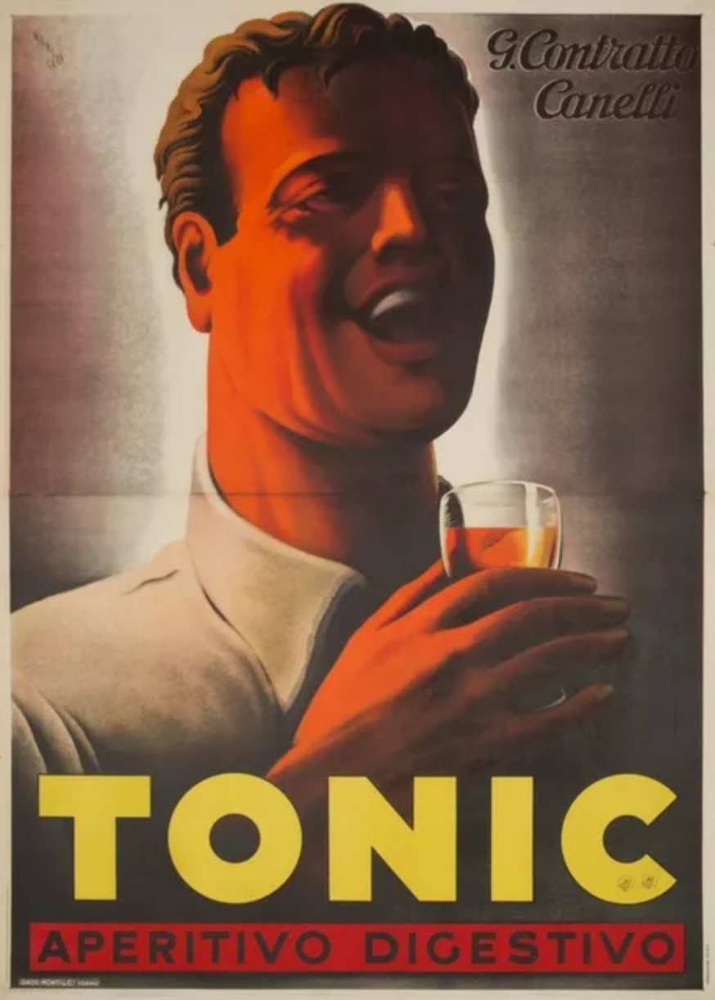 G. Contratto
Canelli
TONIC
APERITIVO DIGESTIVO